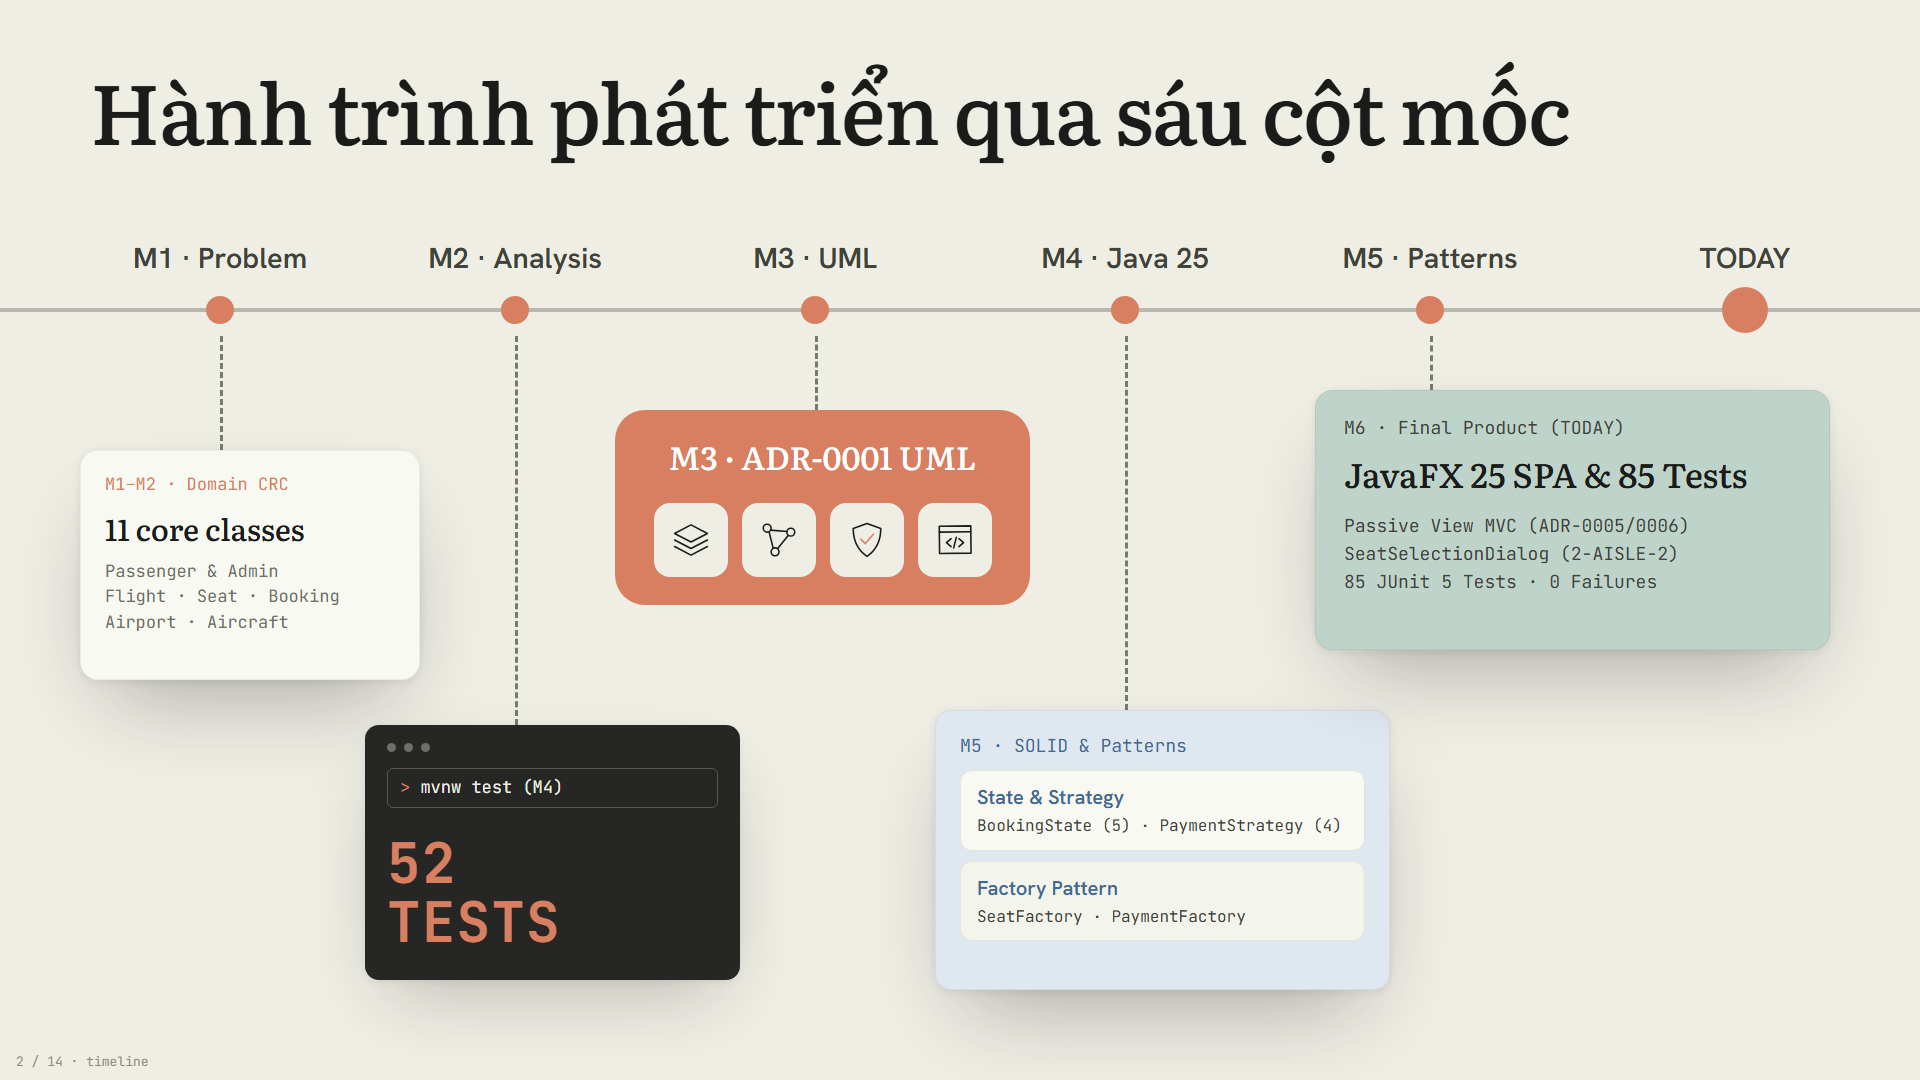 Hành trình phát triển qua sáu cột mốc
M1 · Problem
M2 · Analysis
M3 · UML
M4 · Java 25
M5 · Patterns
TODAY
M1–M2 · Domain CRC
11 core classes
Passenger & Admin
Flight · Seat · Booking
Airport · Aircraft
> mvnw test (M4)
52
TESTS
M3 · ADR-0001 UML
</>
M5 · SOLID & Patterns
State & Strategy
BookingState (5) · PaymentStrategy (4)
Factory Pattern
SeatFactory · PaymentFactory
M6 · Final Product (TODAY)
JavaFX 25 SPA & 85 Tests
Passive View MVC (ADR-0005/0006)
SeatSelectionDialog (2-AISLE-2)
85 JUnit 5 Tests · 0 Failures
2 / 14 · timeline